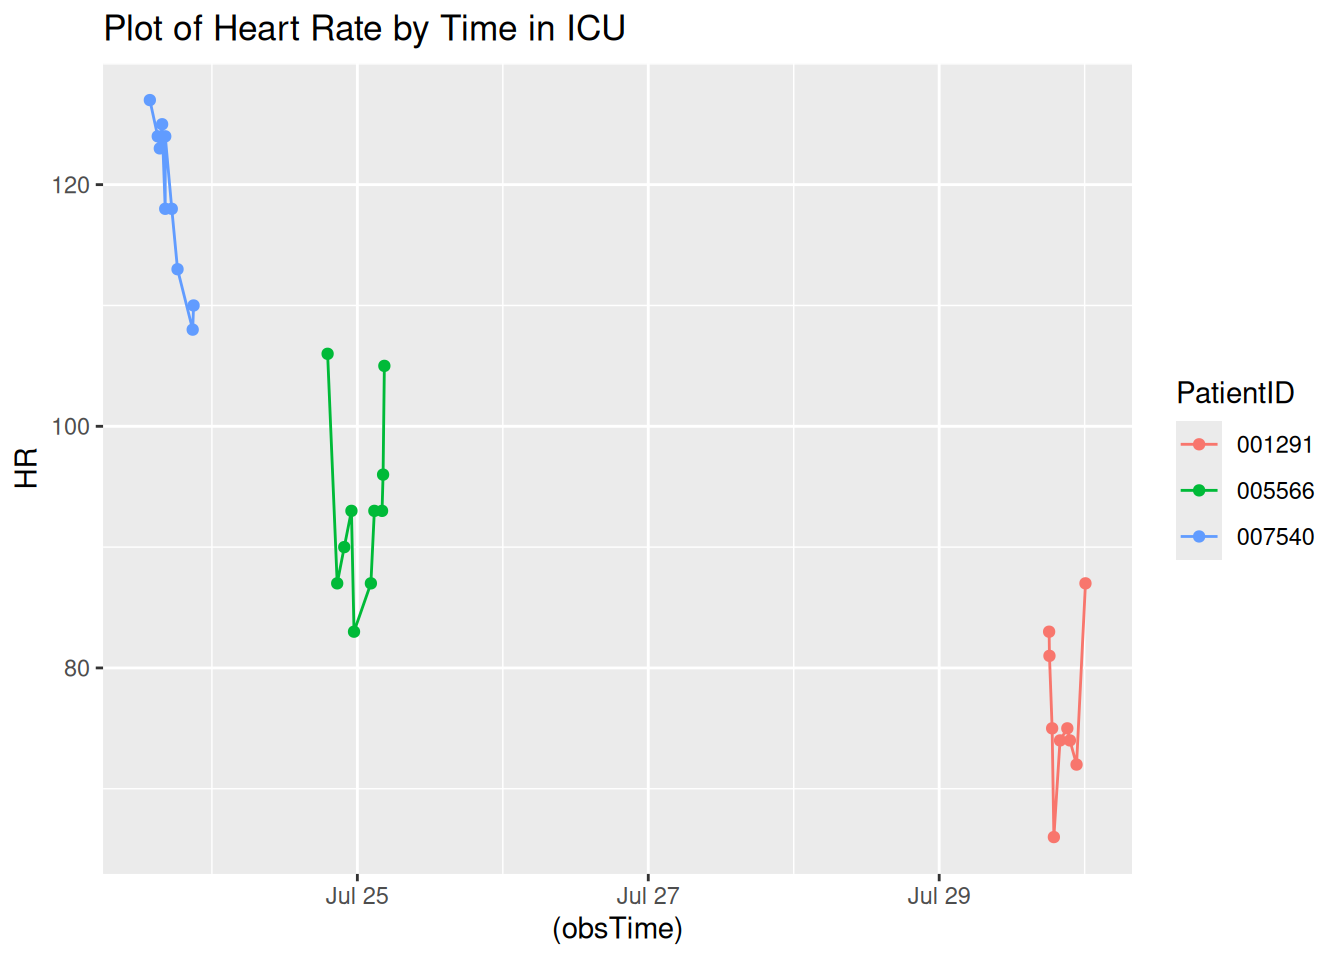 Plot of Heart Rate by Time in ICU
120
100
80
HR
Jul 25
Jul 27
Jul 29
(obsTime)
PatientID
001291
005566
007540